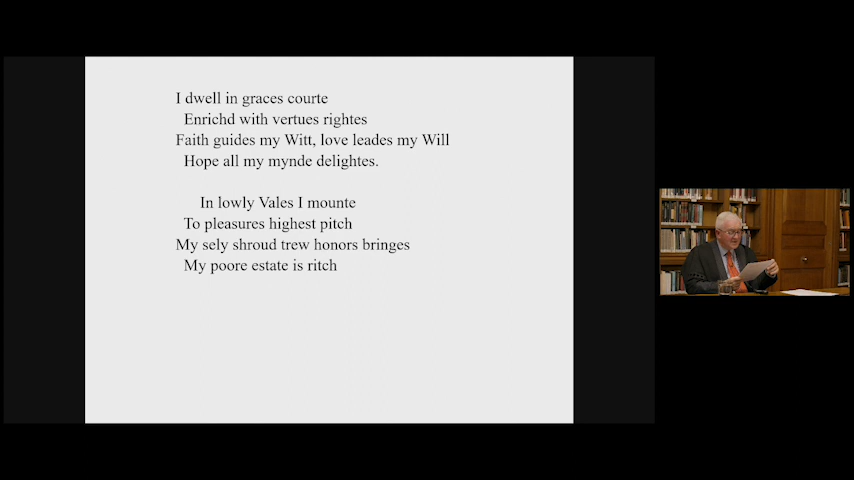 I dwell in graces courte
Enrichd with vertues rightes
Faith guides my Witt, love leades my Will
Hope all my mynde delightes.
In lowly Vales I mounte
To pleasures highest pitch
My sely shroud trew honors bringes
My poore estate is ritch